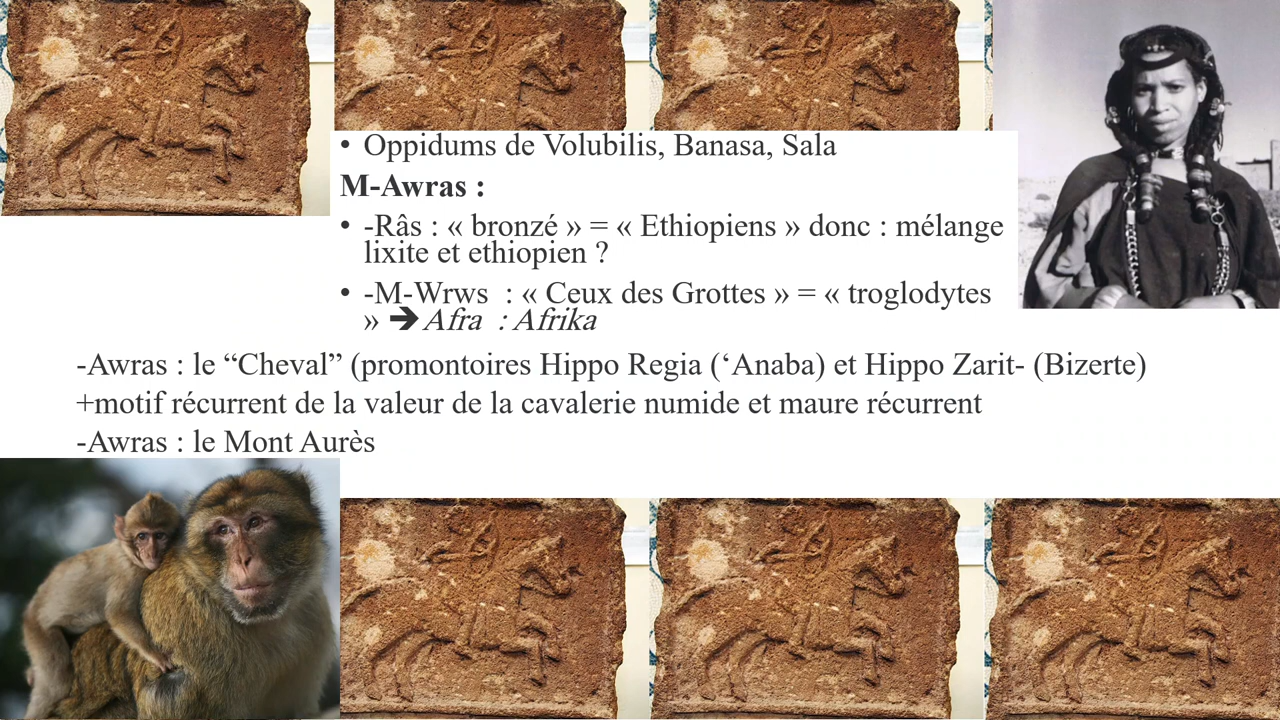 • Oppidums de Volubilis, Banasa, Sala
M-Awras :
• -Râs : « bronzé » = « Ethiopiens » donc : mélange
lixite et ethiopien ?
• -M-Wrws : « Ceux des Grottes » = « troglodytes
» ➔ Afra : Afrika
-Awras : le “Cheval” (promontoires Hippo Regia (‘Anaba) et Hippo Zarit- (Bizerte)
+motif récurrent de la valeur de la cavalerie numide et maure récurrent
-Awras : le Mont Aurès